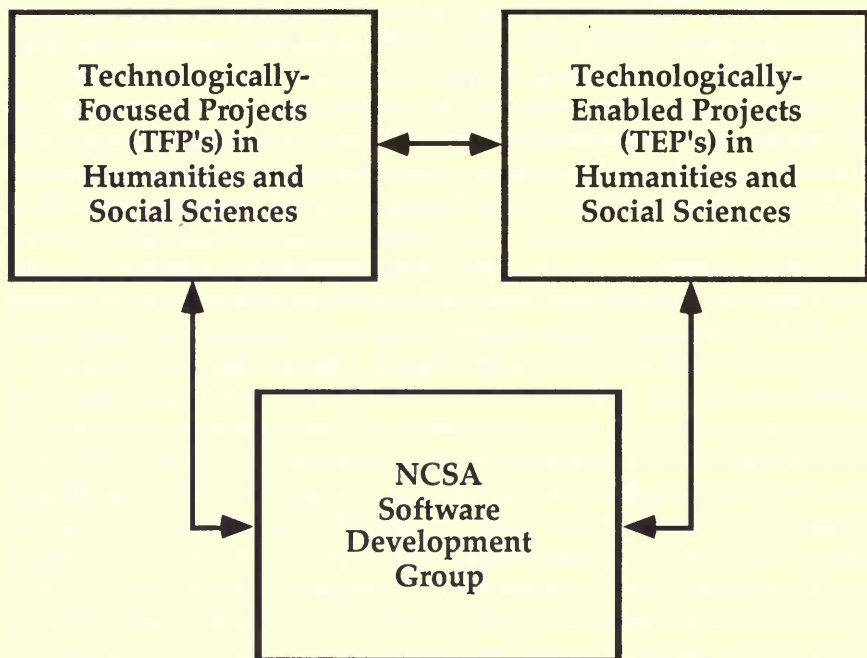 Technologically-
Focused Projects
(TFP's) in
Humanities and
Social Sciences
Technologically-
Enabled Projects
(TEP's) in
Humanities and
Social Sciences
NCSA
Software
Development
Group